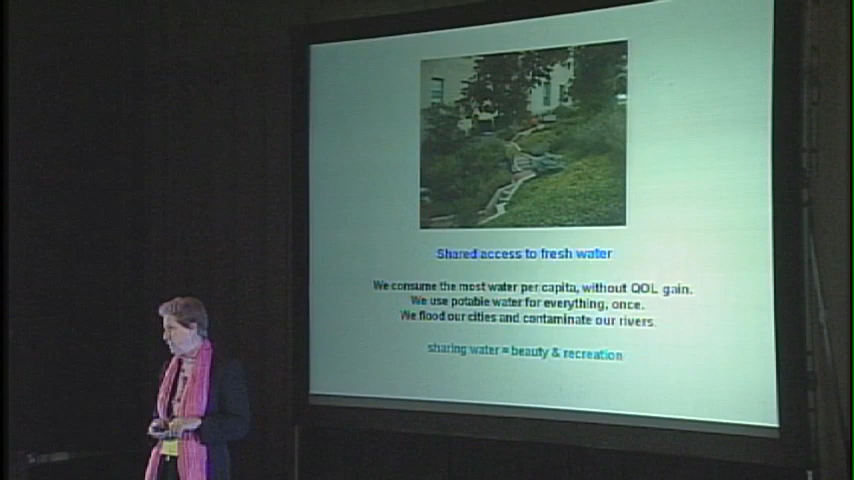 Shared access to fresh water
We consume the most water per capita, without QOL gain.
We use potable water for everything, once.
We flood our cities and contaminate our rivers.
sharing water = beauty & recreation